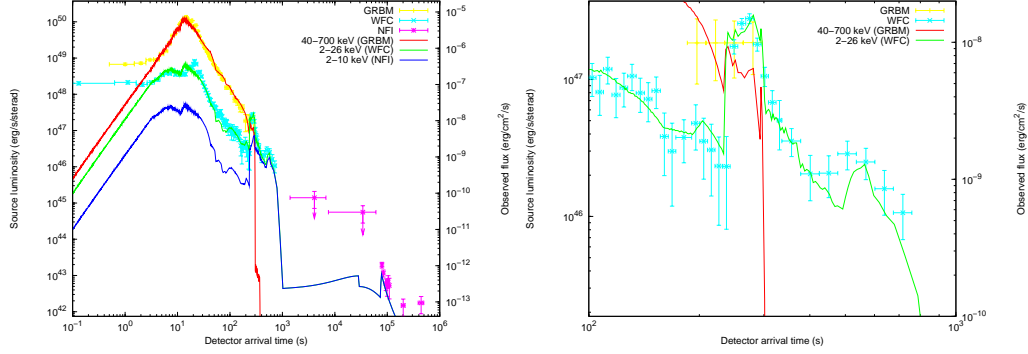 GRBM
WFC
NFI
40−700 keV (GRBM)
2−26 keV (WFC)
2−10 keV (NFI)
Source luminosity (erg/s/sterad)
10^50
10^49
10^48
10^47
10^46
10^45
10^44
10^43
10^42
10^-5
10^-6
10^-7
10^-8
10^-9
10^-10
10^-11
10^-12
10^-13
Observed flux (erg/cm^2/s)
10^-1
10^0
10^1
10^2
10^3
10^4
10^5
10^6
Detector arrival time (s)
GRBM
WFC
40−700 keV (GRBM)
2−26 keV (WFC)
Source luminosity (erg/s/sterad)
10^47
10^46
10^-8
10^-9
10^-10
Observed flux (erg/cm^2/s)
10^2
10^3
Detector arrival time (s)